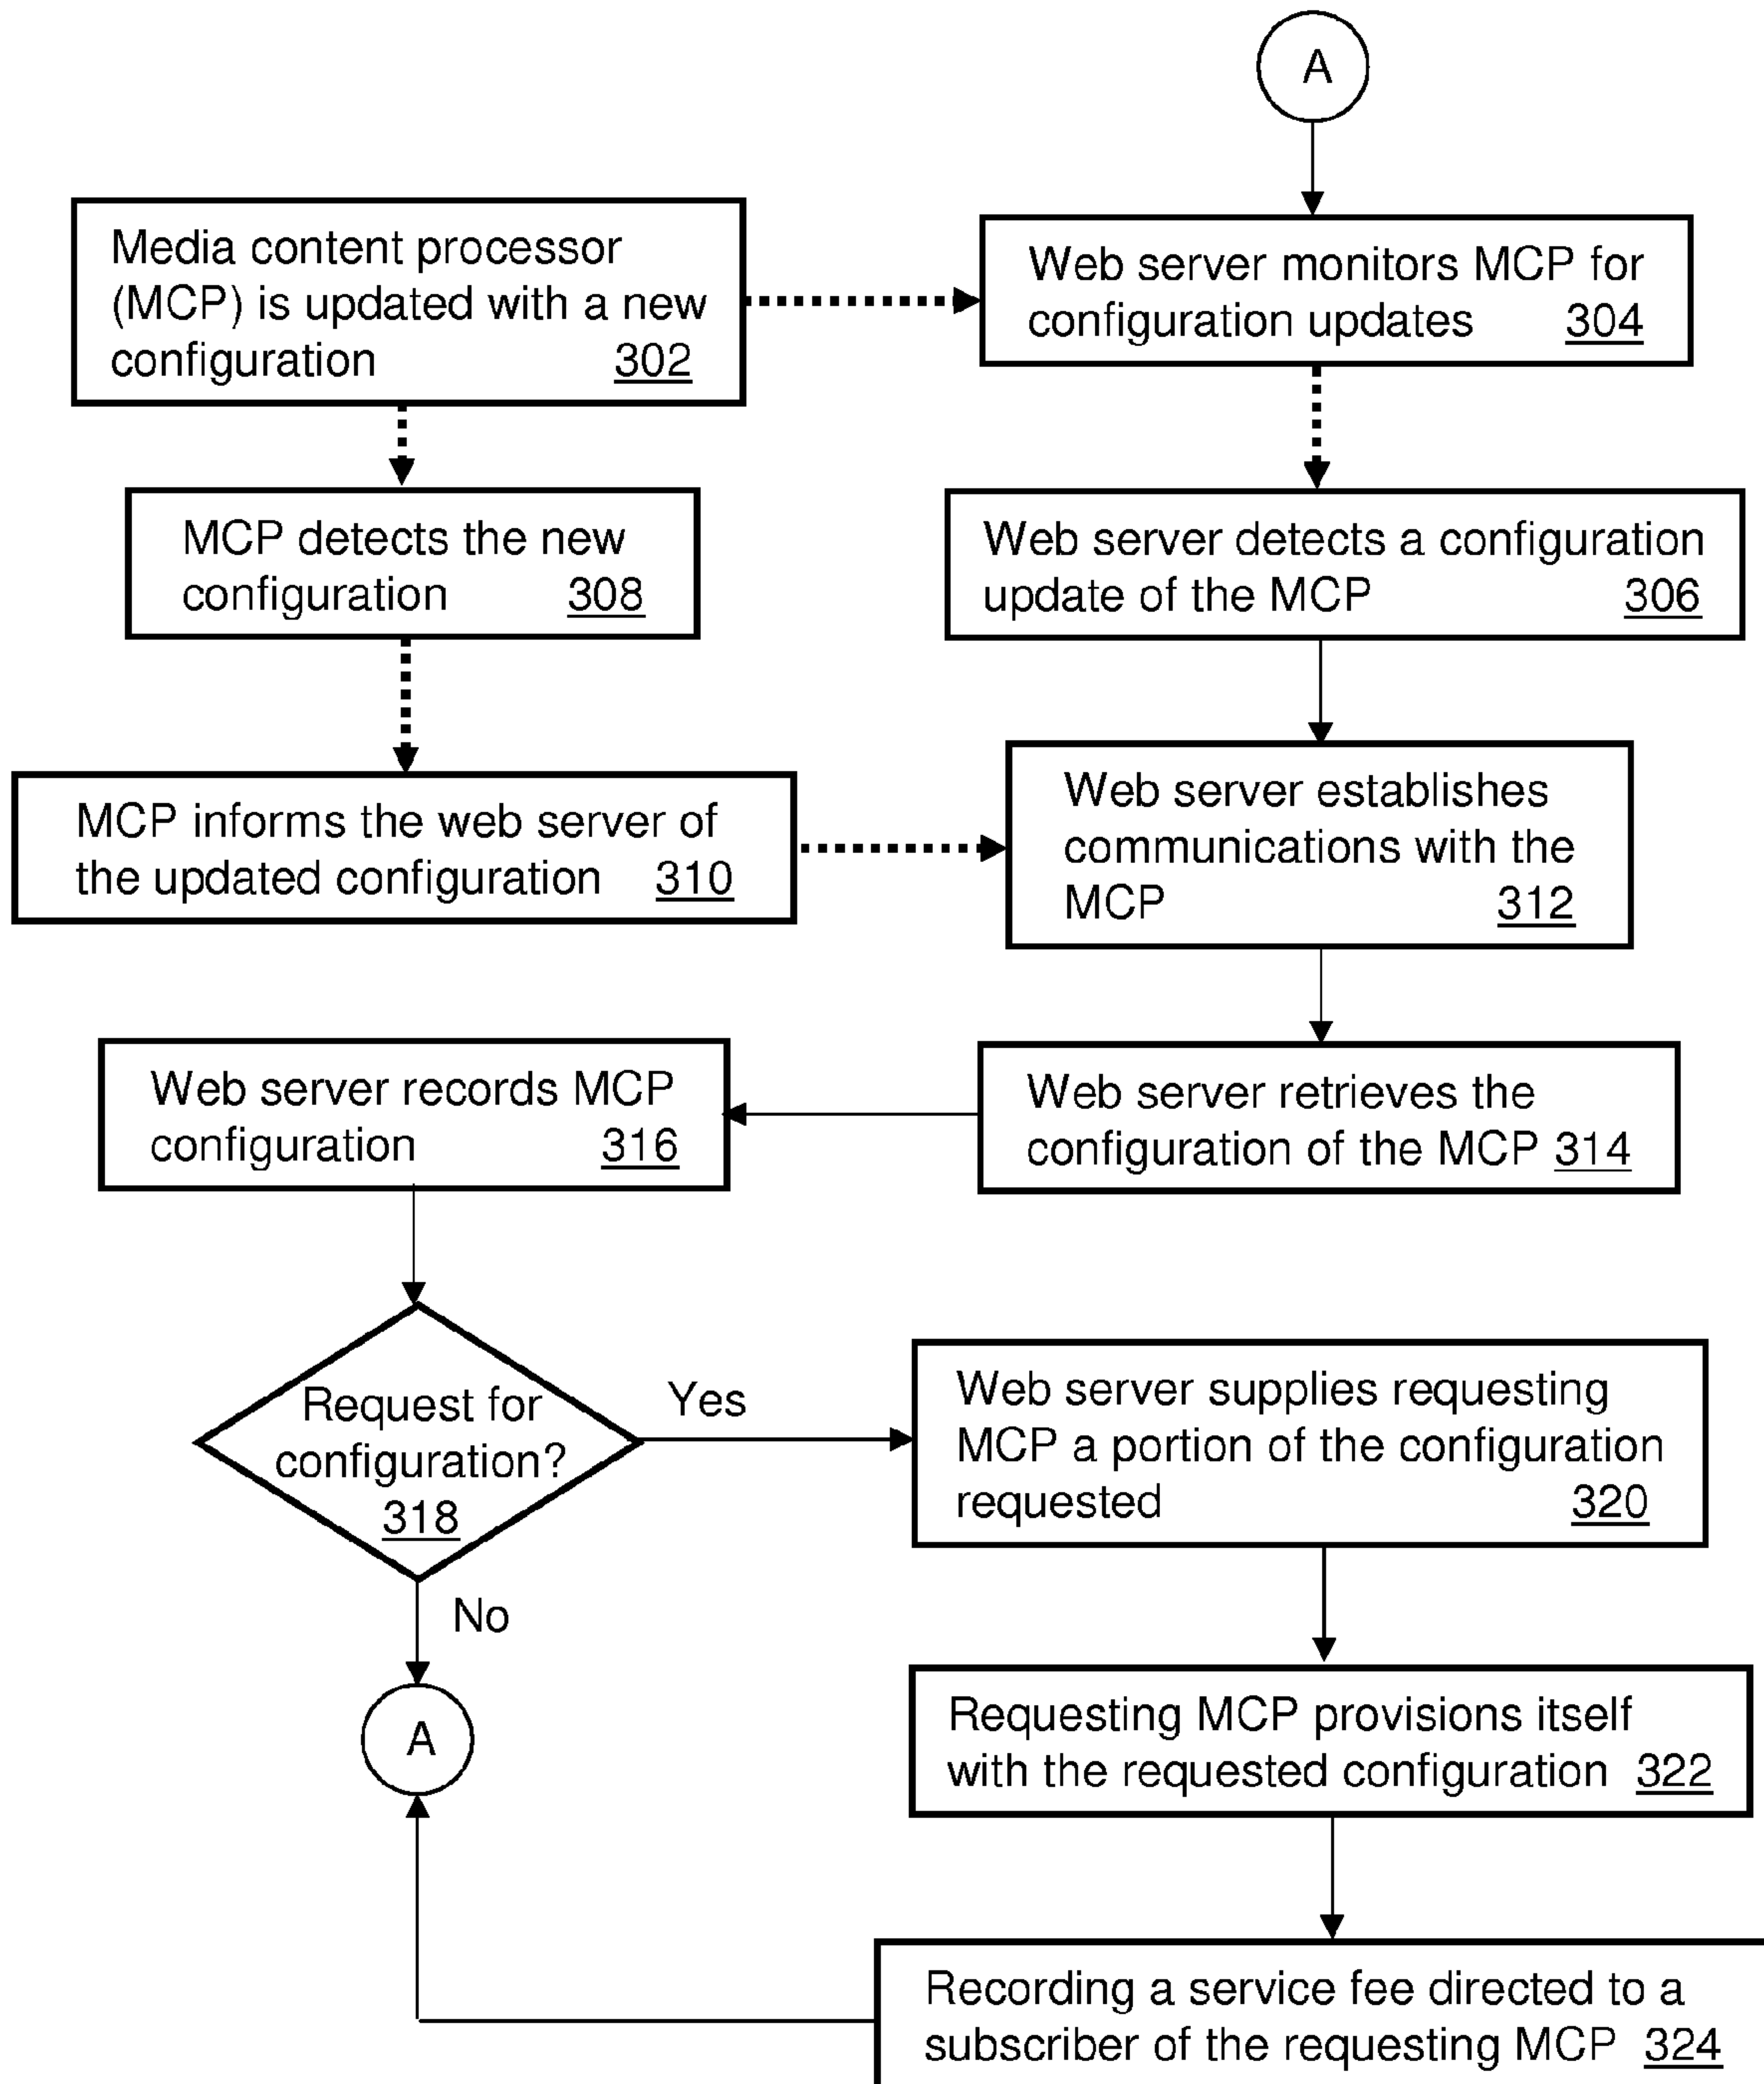 A
Media content processor
(MCP) is updated with a new
configuration 302
Web server monitors MCP for
configuration updates 304
MCP detects the new
configuration 308
Web server detects a configuration
update of the MCP 306
MCP informs the web server of
the updated configuration 310
Web server establishes
communications with the
MCP 312
Web server retrieves the
configuration of the MCP 314
Web server records MCP
configuration 316
Request for
configuration?
318
Yes
No
Web server supplies requesting
MCP a portion of the configuration
requested 320
Requesting MCP provisions itself
with the requested configuration 322
A
Recording a service fee directed to a
subscriber of the requesting MCP 324